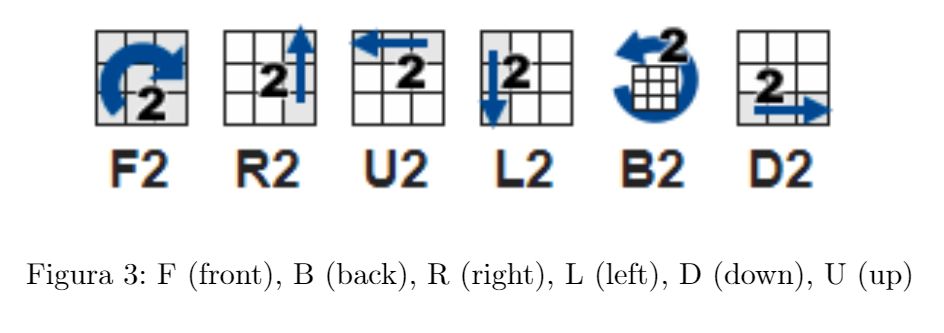 2 2 2 2 2 2
F2 R2 U2 L2 B2 D2
Figura 3: F (front), B (back), R (right), L (left), D (down), U (up)